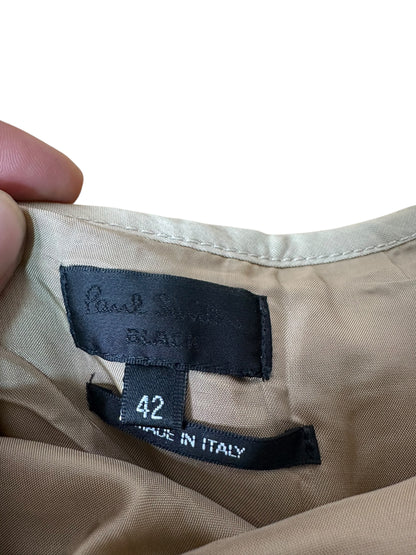 Paul Smith
BLACK
42
MADE IN ITALY